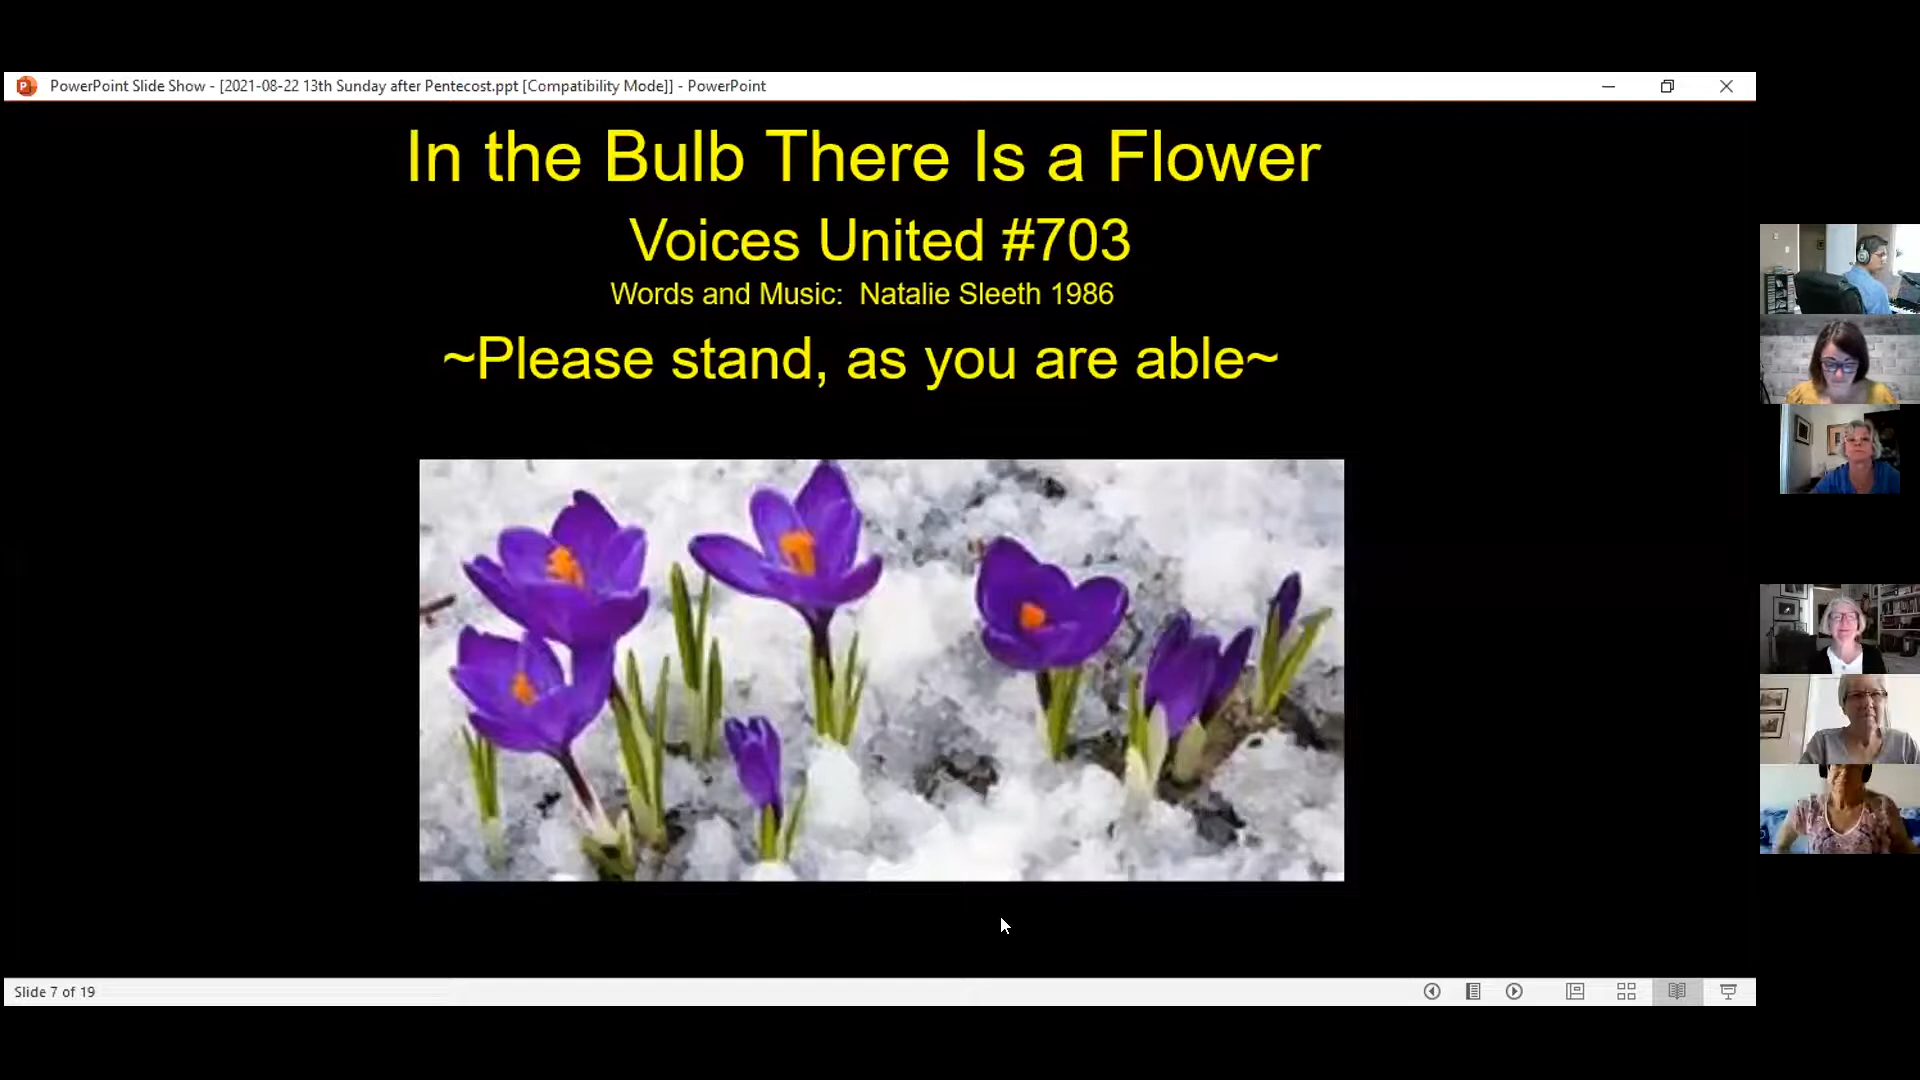 PowerPoint Slide Show - [2021-08-22 13th Sunday after Pentecost.ppt [Compatibility Mode]] - PowerPoint
In the Bulb There Is a Flower
Voices United #703
Words and Music: Natalie Sleeth 1986
~Please stand, as you are able~
Slide 7 of 19